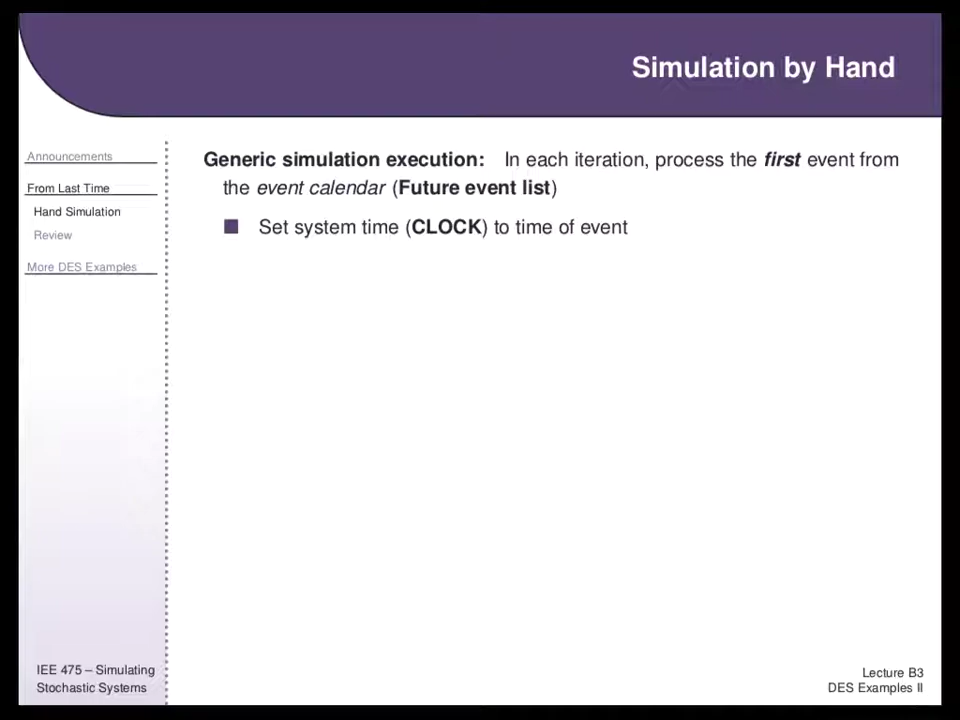 Simulation by Hand
Announcements
From Last Time
Hand Simulation
Review
More DES Examples
Generic simulation execution: In each iteration, process the first event from
the event calendar (Future event list)
Set system time (CLOCK) to time of event
IEE 475 – Simulating
Stochastic Systems
Lecture B3
DES Examples II